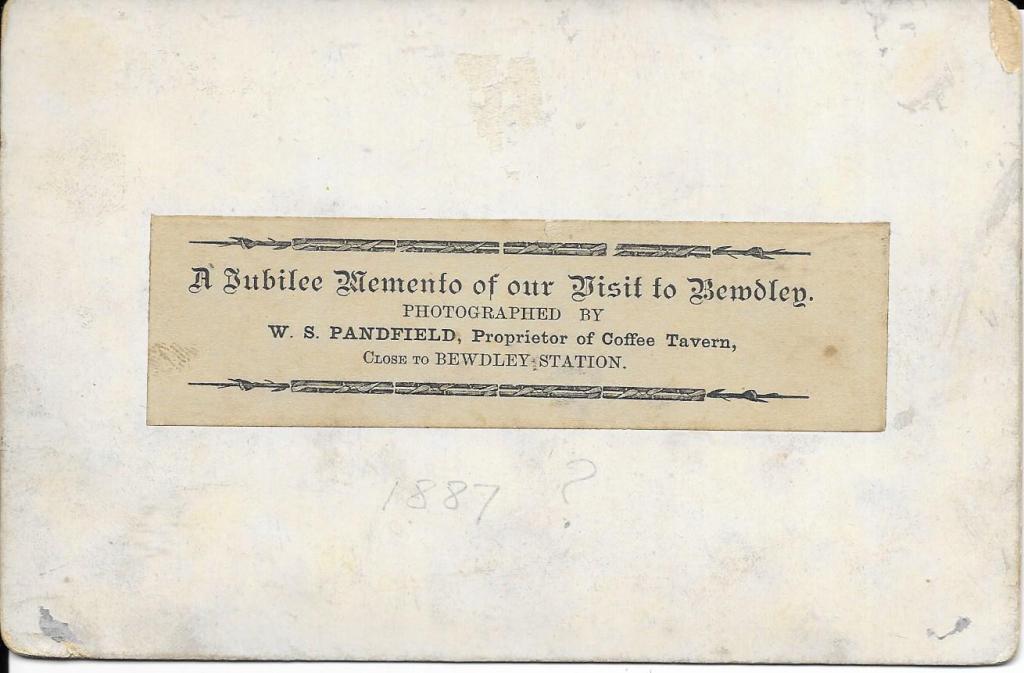 A Jubilee Memento of our Visit to Bewdley.
PHOTOGRAPHED BY
W. S. PANDFIELD, Proprietor of Coffee Tavern,
CLOSE TO BEWDLEY STATION.
1887 ?